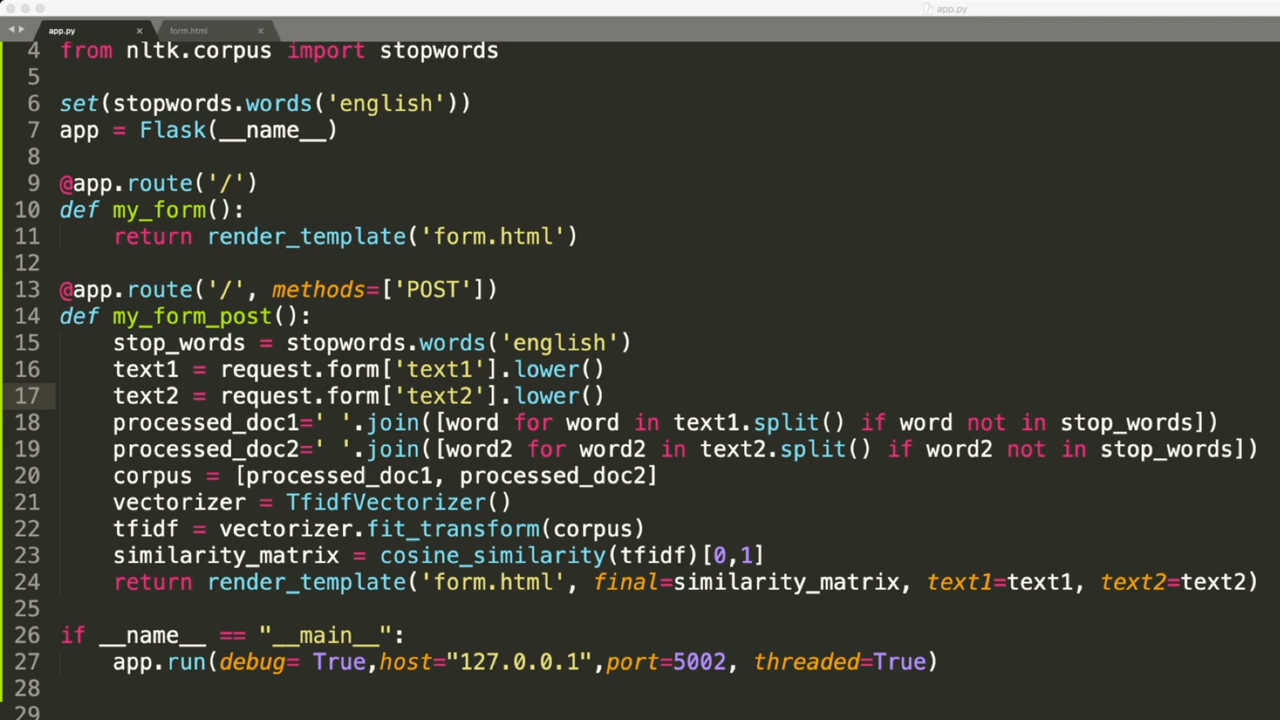 app.py
app.py ×
form.html ×
4 from nltk.corpus import stopwords
5
6 set(stopwords.words('english'))
7 app = Flask(__name__)
8
9 @app.route('/')
10 def my_form():
11     return render_template('form.html')
12
13 @app.route('/', methods=['POST'])
14 def my_form_post():
15     stop_words = stopwords.words('english')
16     text1 = request.form['text1'].lower()
17     text2 = request.form['text2'].lower()
18     processed_doc1=' '.join([word for word in text1.split() if word not in stop_words])
19     processed_doc2=' '.join([word2 for word2 in text2.split() if word2 not in stop_words])
20     corpus = [processed_doc1, processed_doc2]
21     vectorizer = TfidfVectorizer()
22     tfidf = vectorizer.fit_transform(corpus)
23     similarity_matrix = cosine_similarity(tfidf)[0,1]
24     return render_template('form.html', final=similarity_matrix, text1=text1, text2=text2)
25
26 if __name__ == "__main__":
27     app.run(debug= True,host="127.0.0.1",port=5002, threaded=True)
28
29